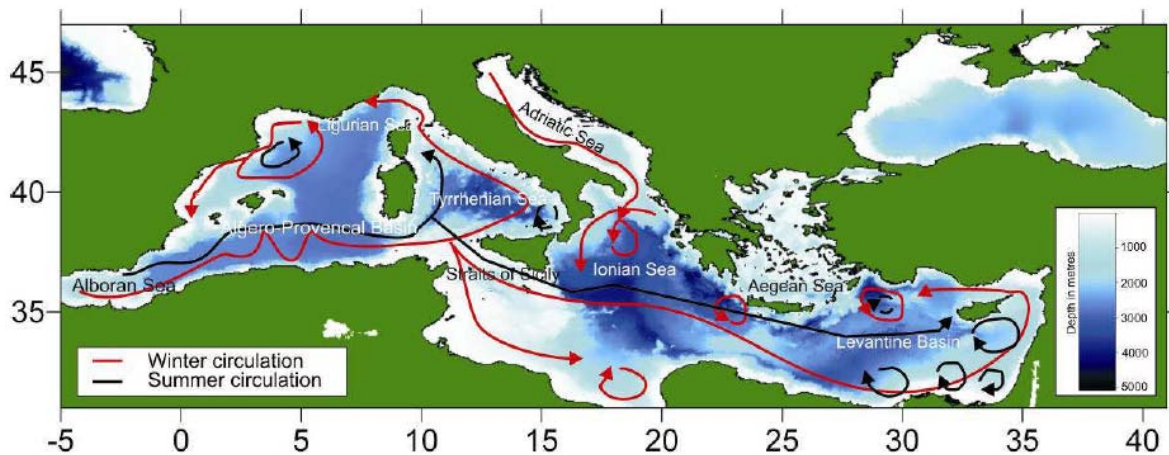 -5 0 5 10 15 20 25 30 35 40
45
40
35
Adriatic Sea
Ligurian Sea
Tyrrhenian Sea
Algero-Provencal Basin
Alboran Sea
Straits of Sicily
Ionian Sea
Aegean Sea
Levantine Basin
Winter circulation
Summer circulation
Depth in metres
1000
2000
3000
4000
5000